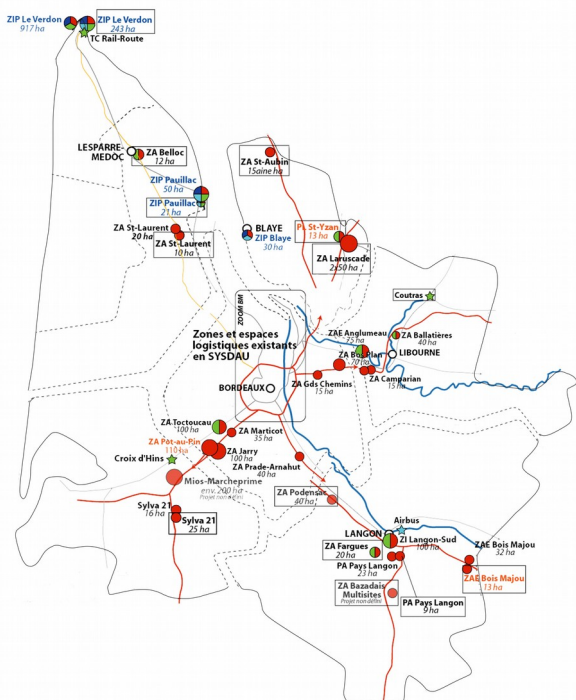 ZIP Le Verdon
917 ha
ZIP Le Verdon
243 ha
TC Rail-Route
LESPARRE-
MEDOC
ZA Belloc
12 ha
ZA St-Aubin
15aine ha
ZIP Pauillac
50 ha
ZIP Pauillac
21 ha
ZA St-Laurent
20 ha
ZA St-Laurent
10 ha
BLAYE
ZIP Blaye
30 ha
PL St-Yzan
13 ha
ZA Laruscade
2x50 ha
ZOOM BM
Coutras
Zones et espaces
logistiques existants
en SYSDAU
ZAE Anglumeau
75 ha
ZA Ballatières
40 ha
ZA Bos Plan
70 ha
LIBOURNE
ZA Gds Chemins
15 ha
ZA Camparian
15 ha
BORDEAUX
ZA Toctoucau
100 ha
ZA Marticot
35 ha
ZA Pot-au-Pin
110 ha
ZA Jarry
100 ha
Croix d'Hins
ZA Prade-Arnahut
40 ha
Mios-Marcheprime
env. 200 ha
Projet non défini
ZA Podensac
40 ha
Sylva 21
16 ha
Sylva 21
25 ha
Airbus
LANGON
ZI Langon-Sud
100 ha
ZA Fargues
20 ha
ZAE Bois Majou
32 ha
PA Pays Langon
23 ha
ZAE Bois Majou
13 ha
ZA Bazadais
Multisites
Projet non défini
PA Pays Langon
9 ha